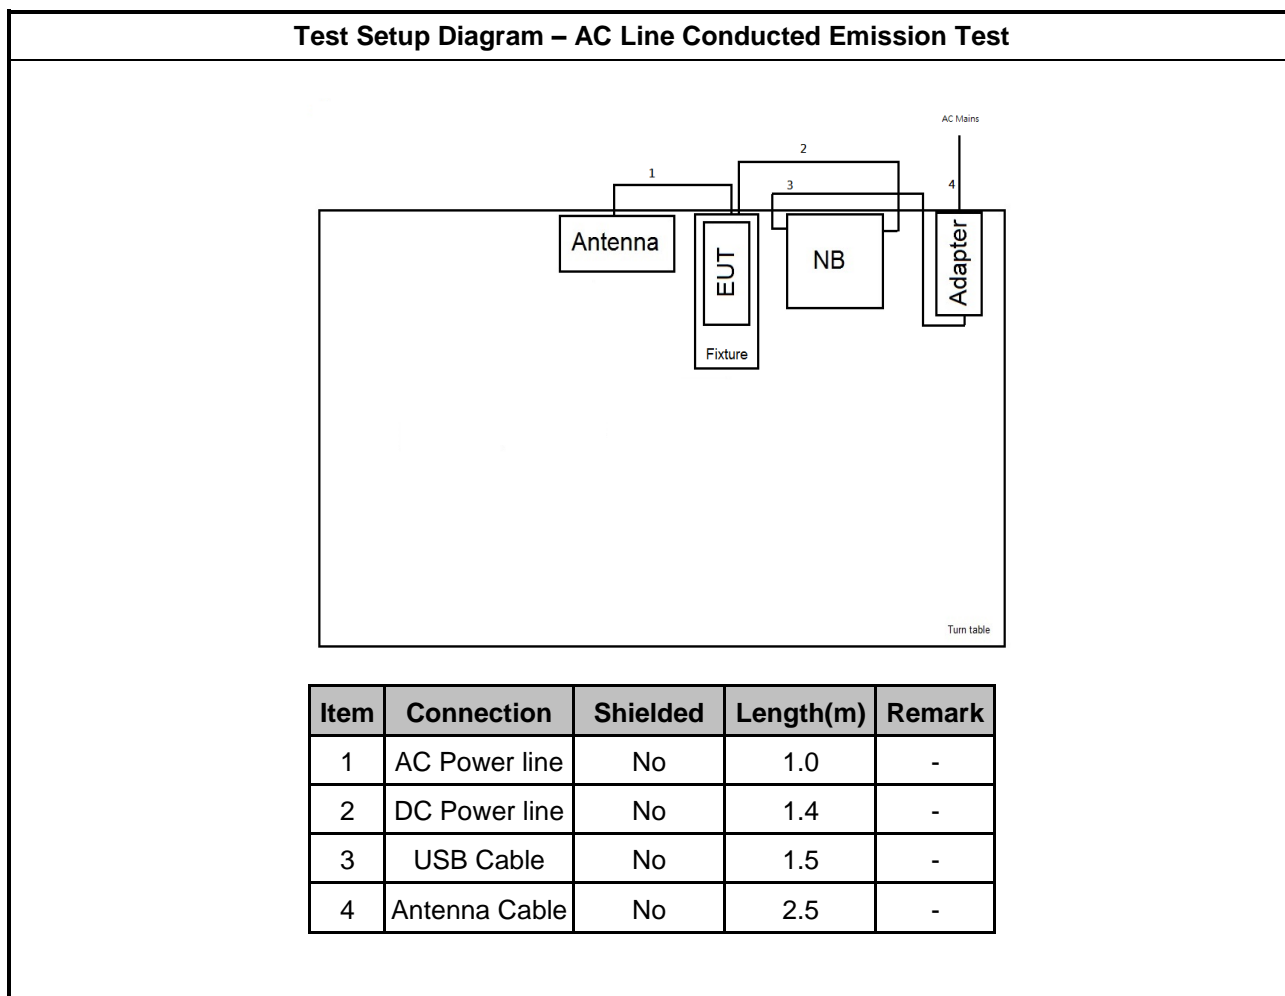 Test Setup Diagram – AC Line Conducted Emission Test
AC Mains
2
1
3
4
Antenna
EUT
NB
Adapter
Fixture
Turn table
Item Connection Shielded Length(m) Remark
1 AC Power line No 1.0 -
2 DC Power line No 1.4 -
3 USB Cable No 1.5 -
4 Antenna Cable No 2.5 -